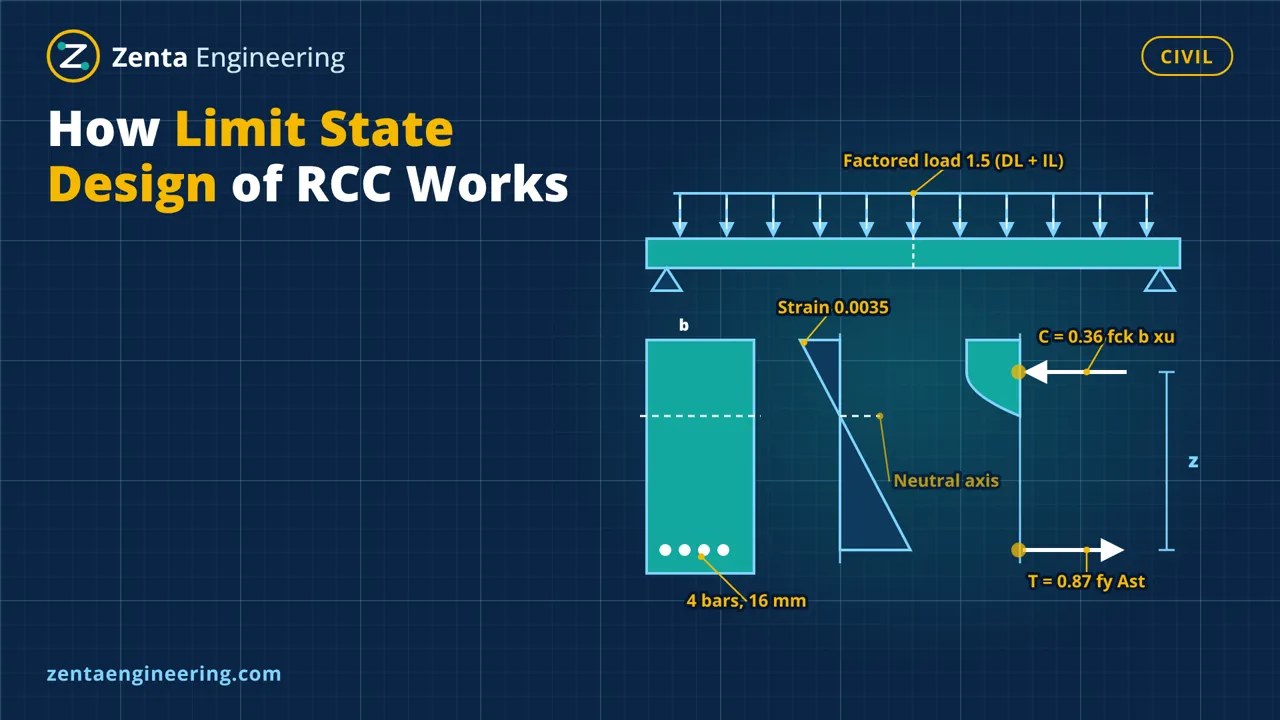 Zenta Engineering
CIVIL
How Limit State
Design of RCC Works
Factored load 1.5 (DL + IL)
Strain 0.0035
b
C = 0.36 fck b xu
z
Neutral axis
T = 0.87 fy Ast
4 bars, 16 mm
zentaengineering.com